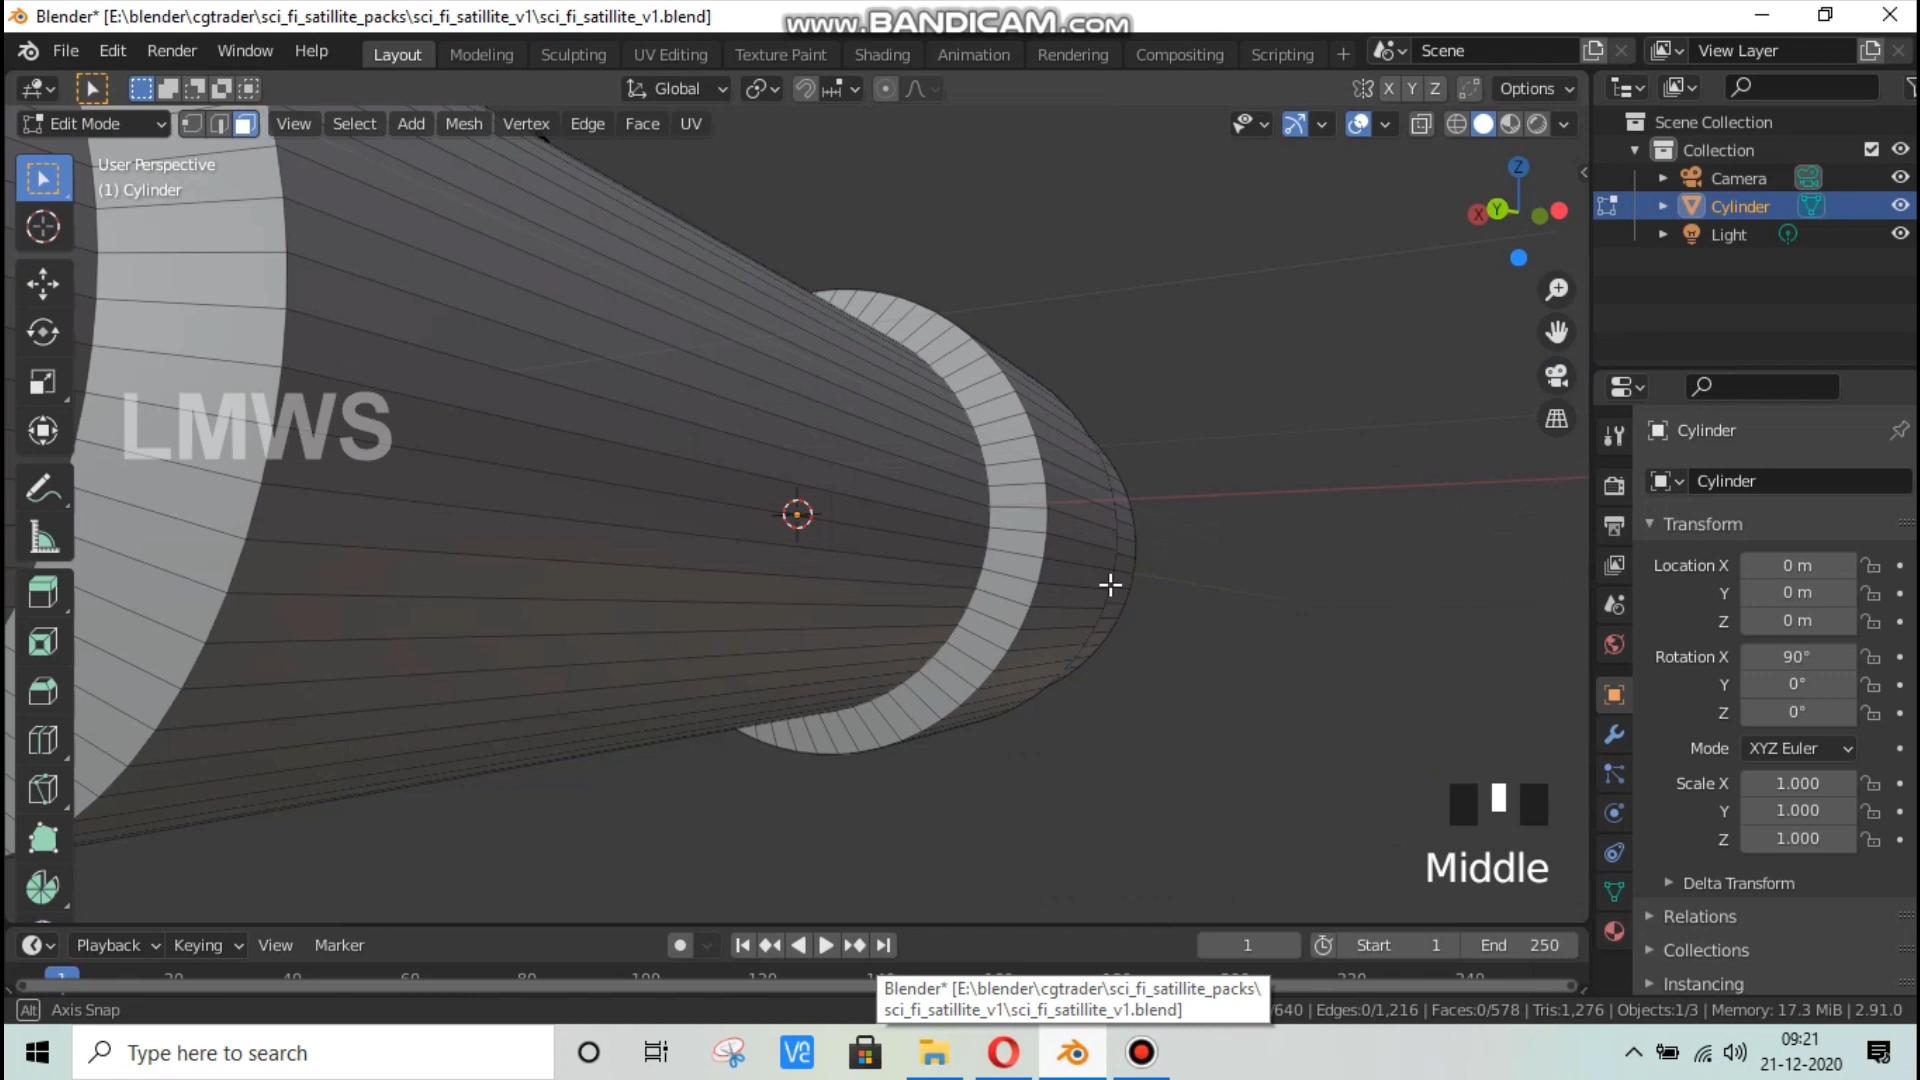 Blender* [E:\blender\cgtrader\sci_fi_satillite_packs\sci_fi_satillite_v1\sci_fi_satillite_v1.blend]
www.BANDICAM.com
File Edit Render Window Help
Layout Modeling Sculpting UV Editing Texture Paint Shading Animation Rendering Compositing Scripting +
Scene
View Layer
Global
X Y Z
Options
Edit Mode
View Select Add Mesh Vertex Edge Face UV
User Perspective
(1) Cylinder
Z
X
Y
LMWS
Middle
Scene Collection
Collection
Camera
Cylinder
Light
Cylinder
Cylinder
Transform
Location X 0 m
Y 0 m
Z 0 m
Rotation X 90°
Y 0°
Z 0°
Mode XYZ Euler
Scale X 1.000
Y 1.000
Z 1.000
Delta Transform
Relations
Collections
Instancing
Playback Keying View Marker
1
Start 1
End 250
1
Alt Axis Snap
Blender* [E:\blender\cgtrader\sci_fi_satillite_packs\
sci_fi_satillite_v1\sci_fi_satillite_v1.blend]
/640 | Edges:0/1,216 | Faces:0/578 | Tris:1,276 | Objects:1/3 | Memory: 17.3 MiB | 2.91.0
Type here to search
09:21
21-12-2020